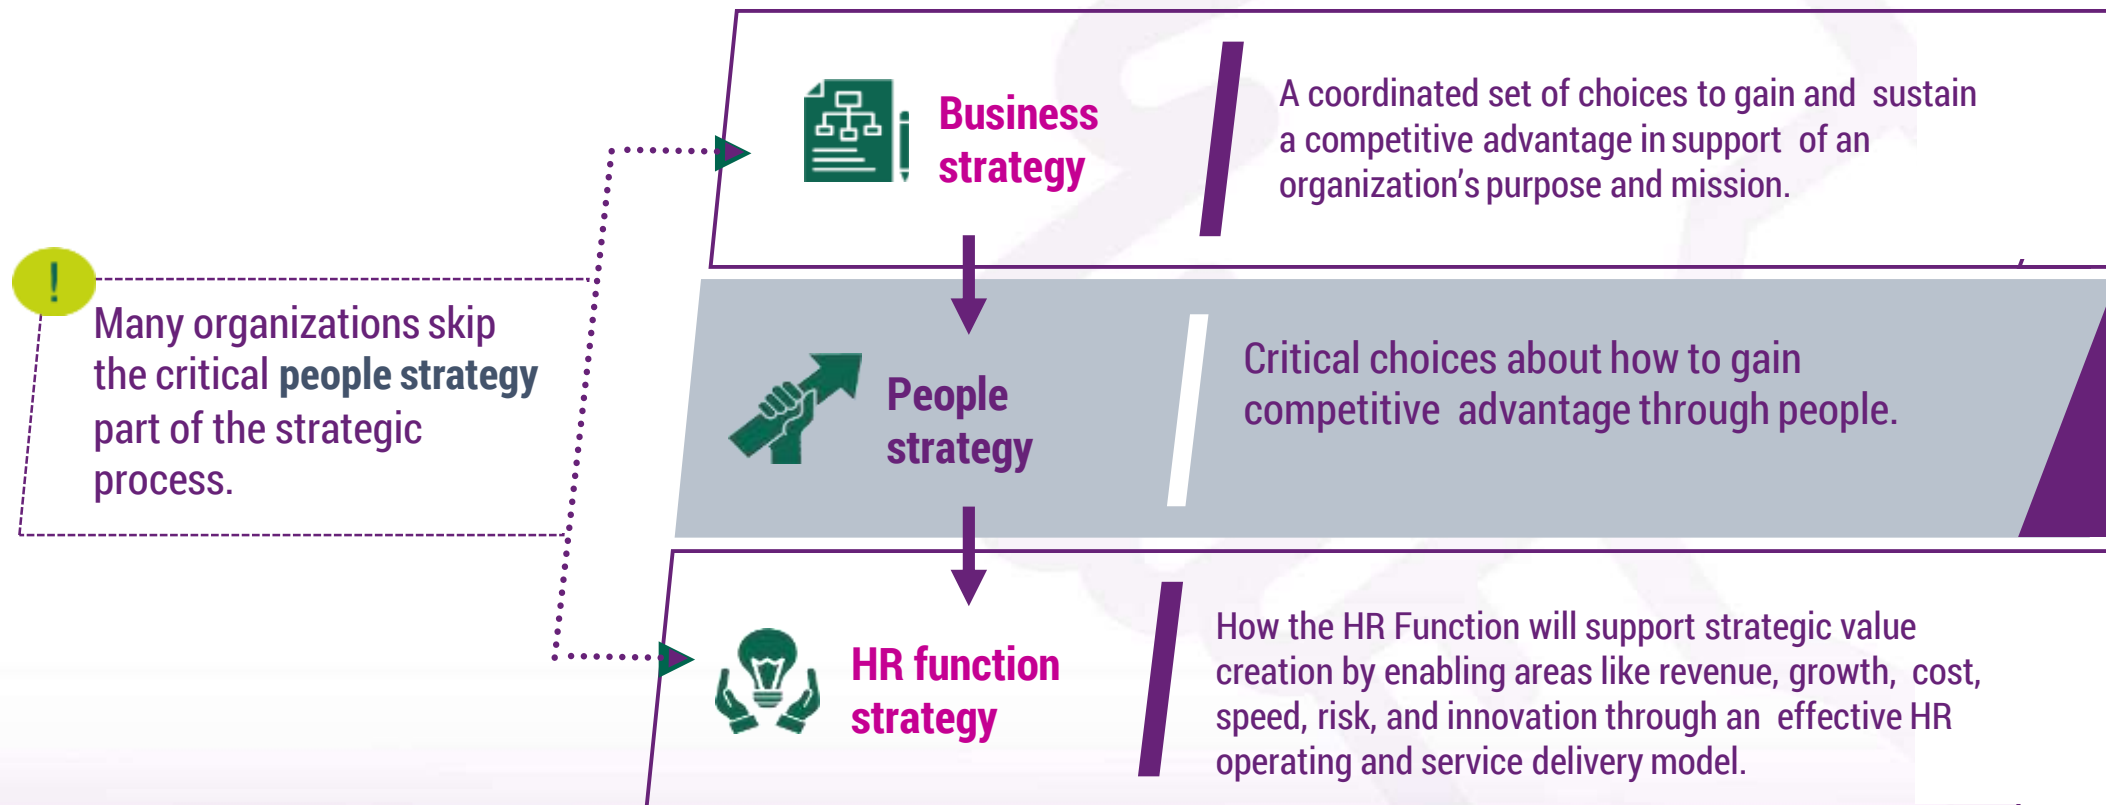 Business
strategy
A coordinated set of choices to gain and sustain
a competitive advantage in support of an
organization's purpose and mission.
!
Many organizations skip
the critical people strategy
part of the strategic
process.
People
strategy
Critical choices about how to gain
competitive advantage through people.
HR function
strategy
How the HR Function will support strategic value
creation by enabling areas like revenue, growth, cost,
speed, risk, and innovation through an effective HR
operating and service delivery model.